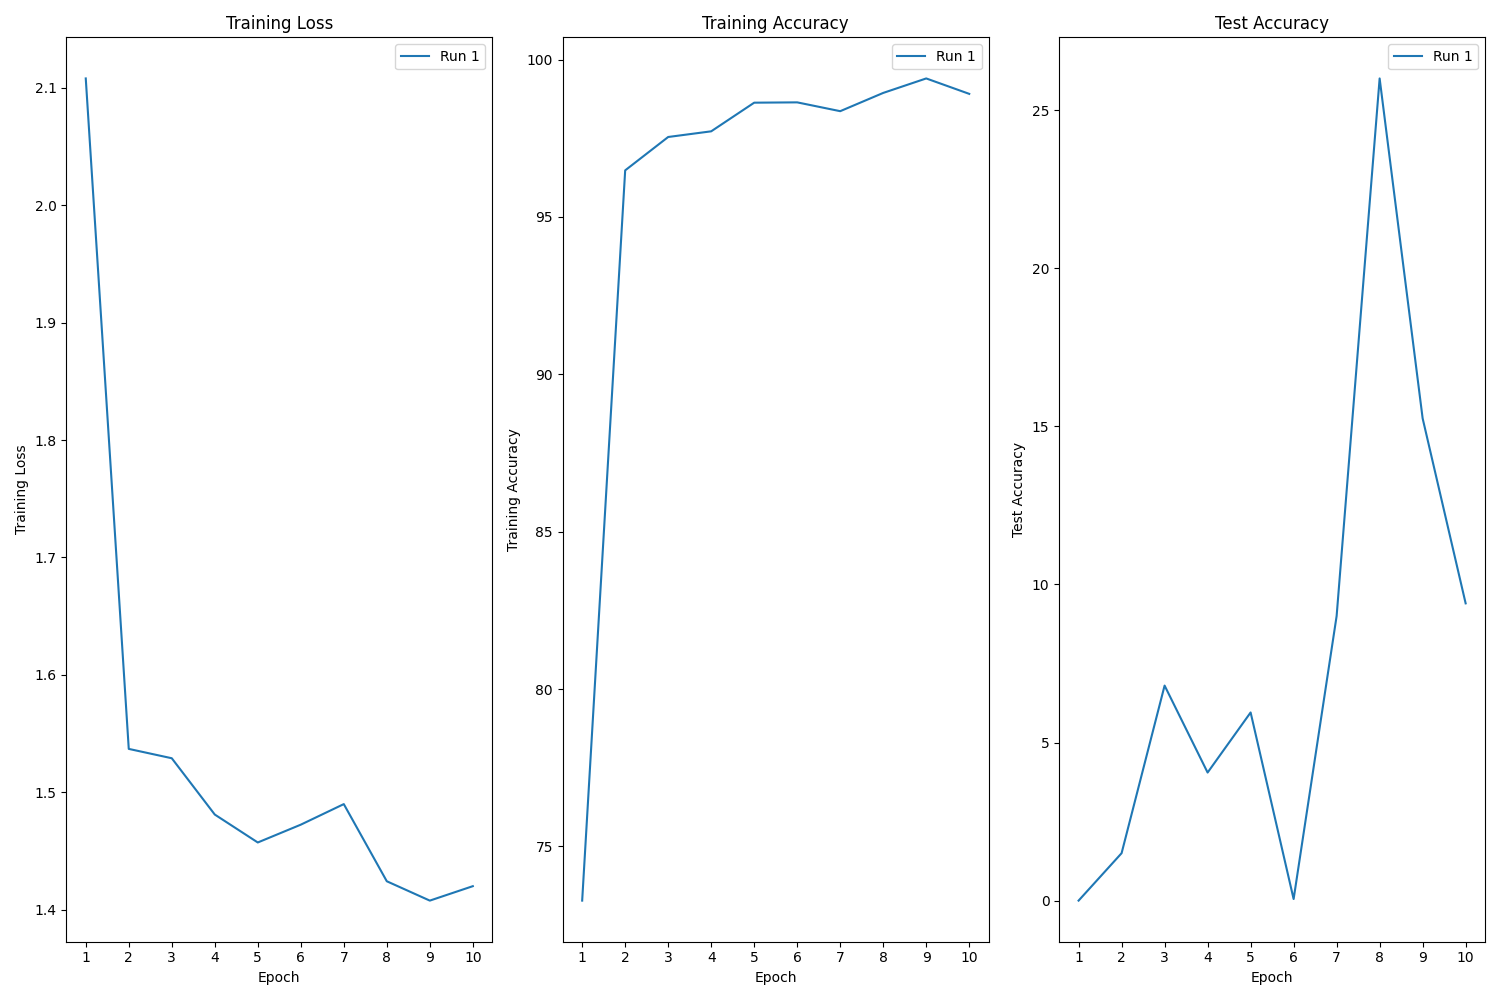 Training Loss
Run 1
2.1
2.0
1.9
1.8
1.7
1.6
1.5
1.4
Training Loss
1 2 3 4 5 6 7 8 9 10
Epoch
Training Accuracy
Run 1
100
95
90
85
80
75
Training Accuracy
1 2 3 4 5 6 7 8 9 10
Epoch
Test Accuracy
Run 1
25
20
15
10
5
0
Test Accuracy
1 2 3 4 5 6 7 8 9 10
Epoch